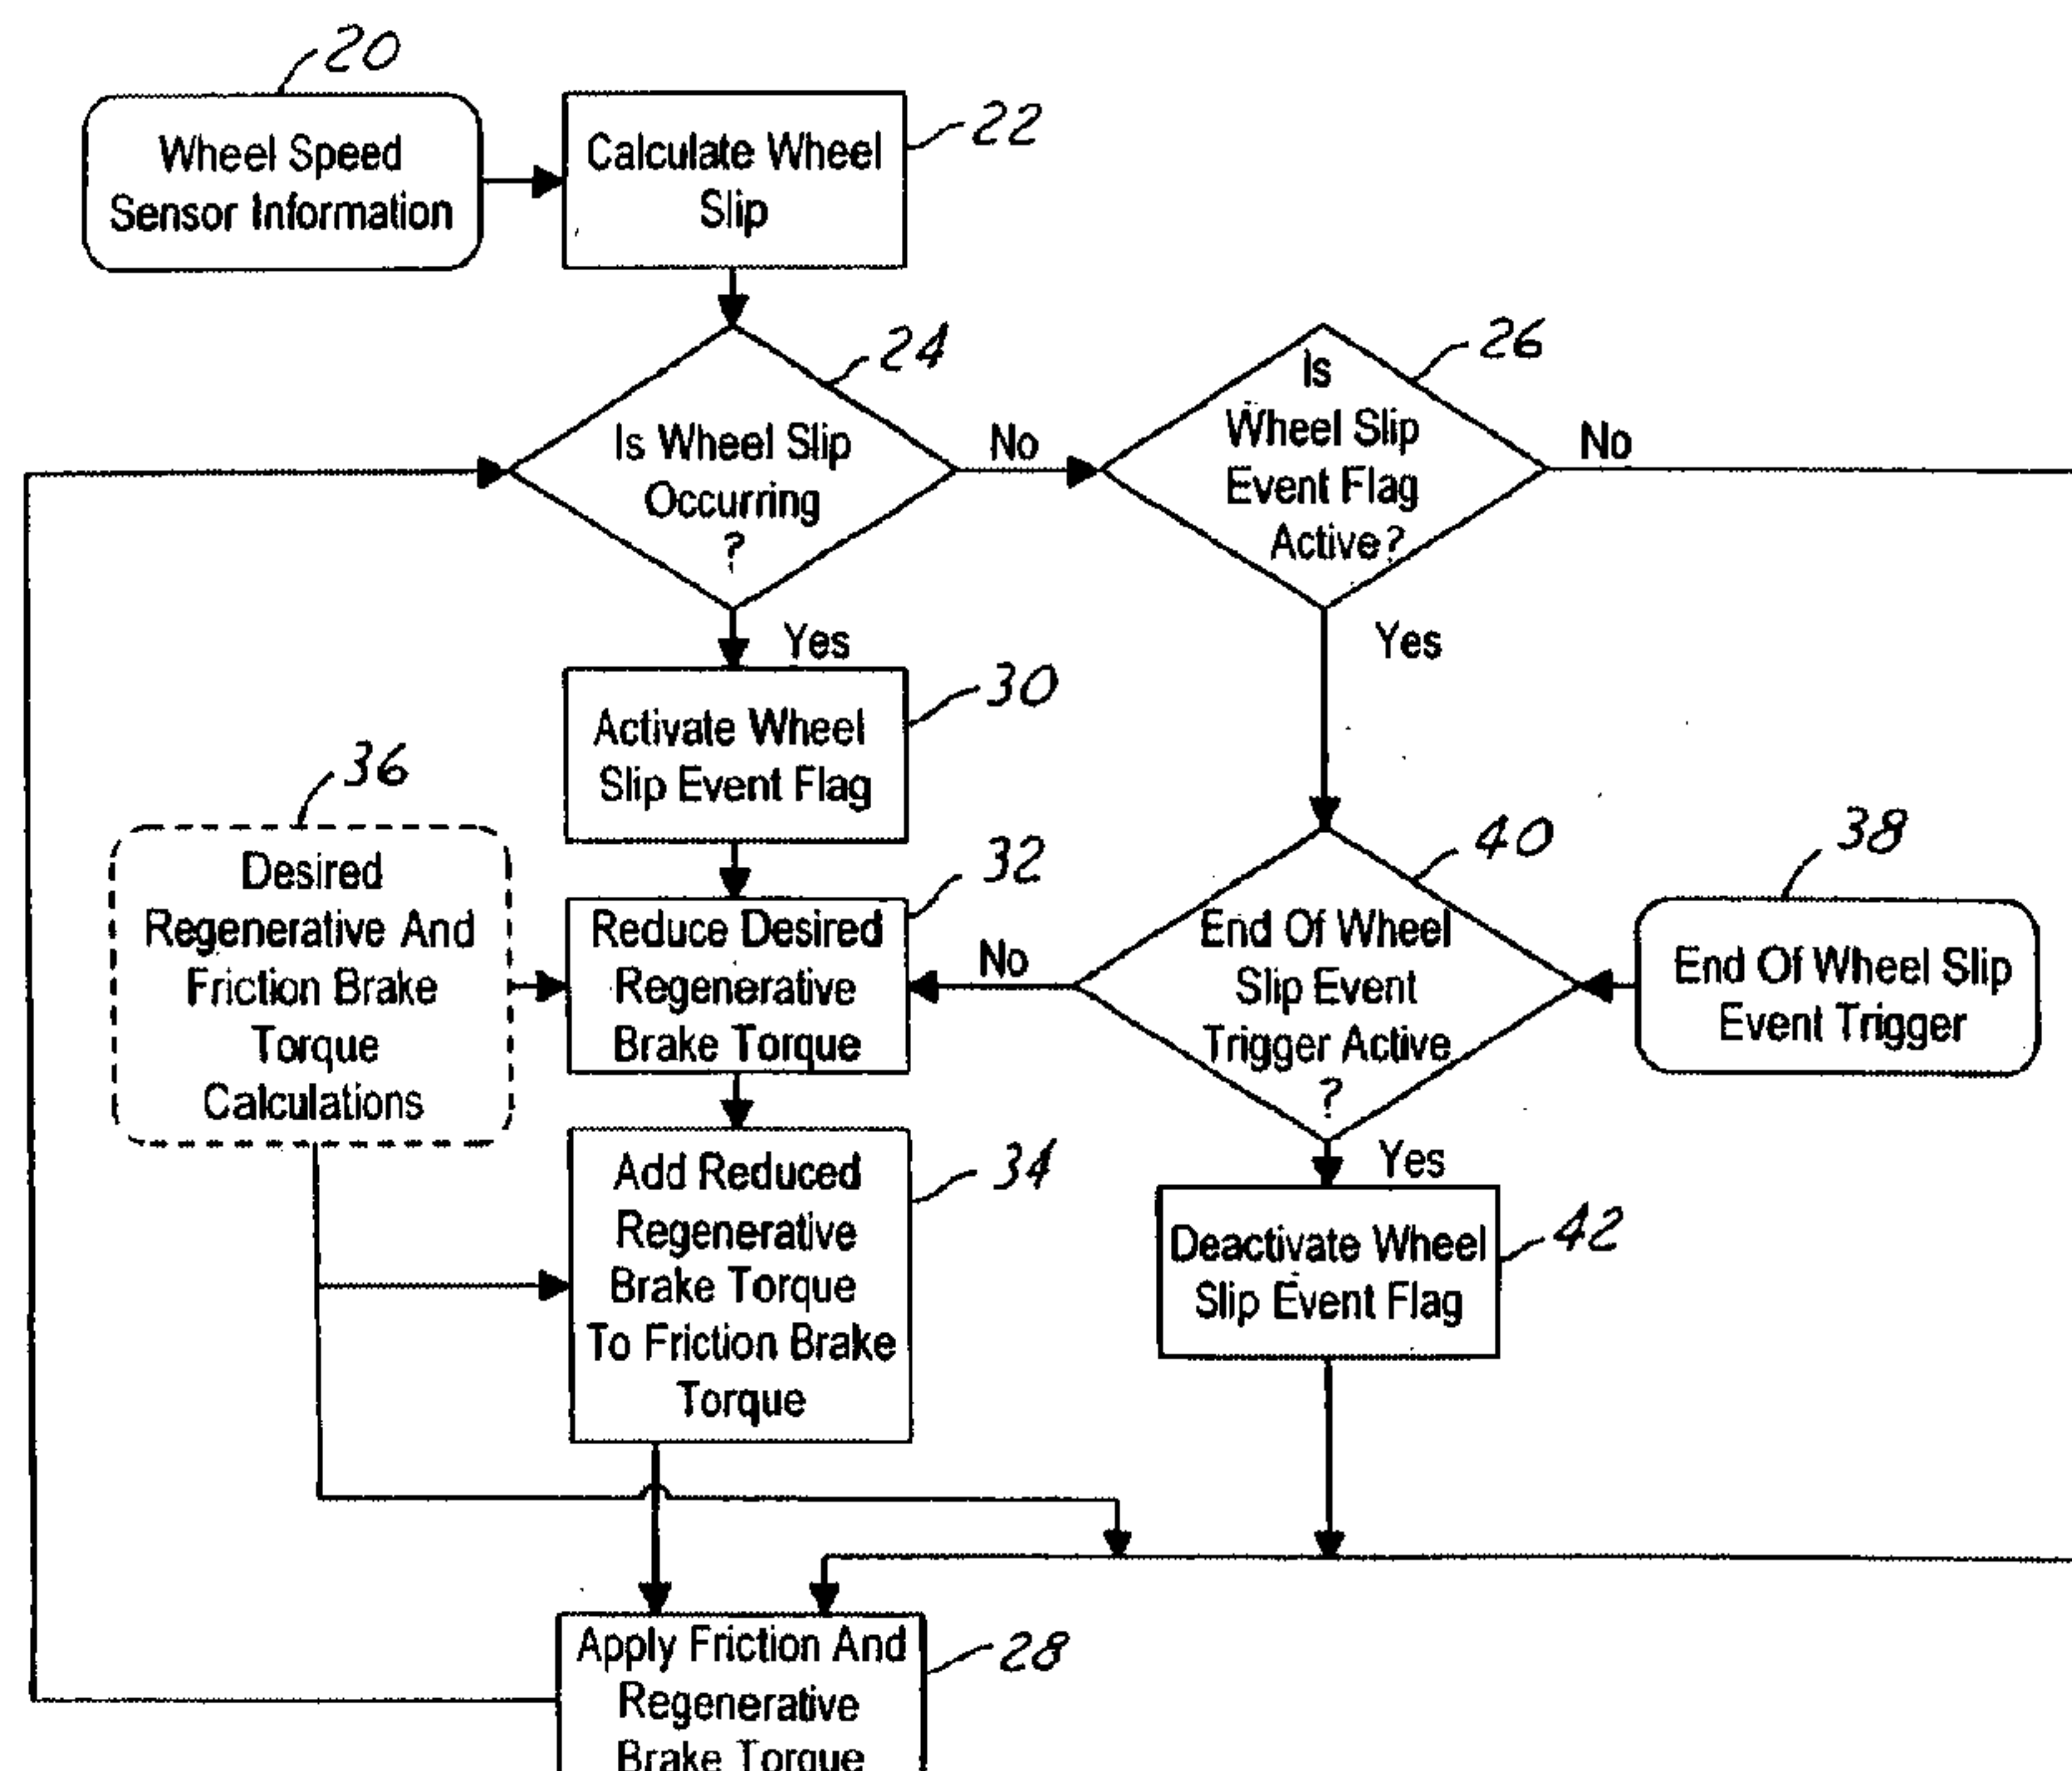 20
Wheel Speed
Sensor Information
Calculate Wheel
Slip
22
24
Is Wheel Slip
Occurring
?
No
Yes
26
Is
Wheel Slip
Event Flag
Active?
No
Yes
30
Activate Wheel
Slip Event Flag
36
Desired
Regenerative And
Friction Brake
Torque
Calculations
32
Reduce Desired
Regenerative
Brake Torque
No
40
End Of Wheel
Slip Event
Trigger Active
?
Yes
38
End Of Wheel Slip
Event Trigger
34
Add Reduced
Regenerative
Brake Torque
To Friction Brake
Torque
Deactivate Wheel
Slip Event Flag
42
Apply Friction And
Regenerative
Brake Torque
28